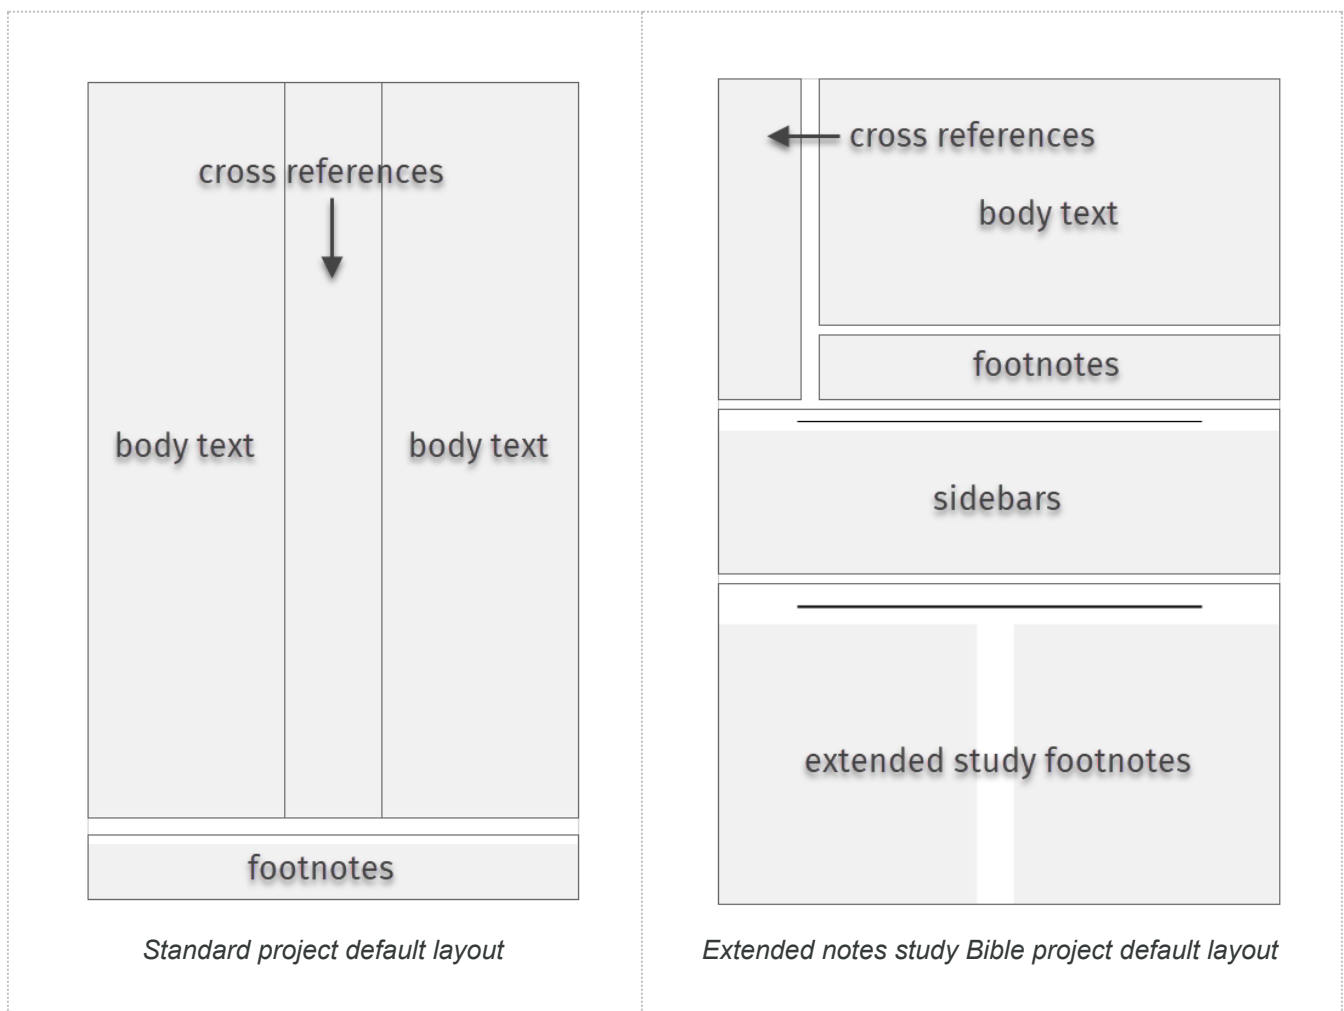 cross references
body text
body text
footnotes
Standard project default layout
cross references
body text
footnotes
sidebars
extended study footnotes
Extended notes study Bible project default layout